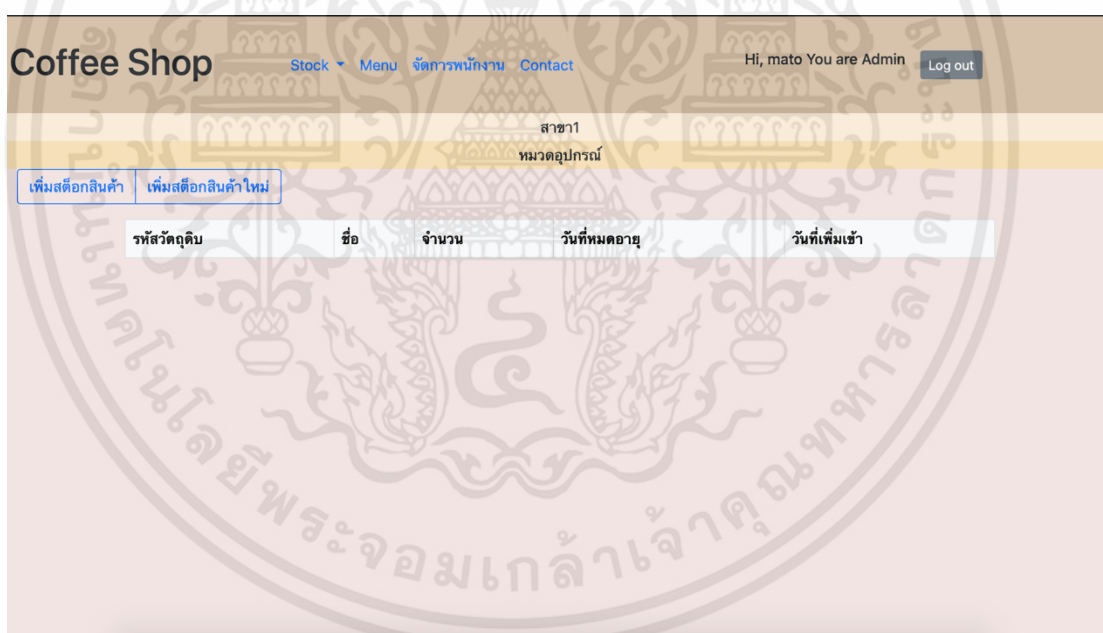 Coffee Shop Stock Menu จัดการพนักงาน Contact Hi, mato You are Admin Log out
สาขา1
หมวดอุปกรณ์
เพิ่มสต็อกสินค้า เพิ่มสต็อกสินค้าใหม่
รหัสวัตถุดิบ ชื่อ จำนวน วันที่หมดอายุ วันที่เพิ่มเข้า